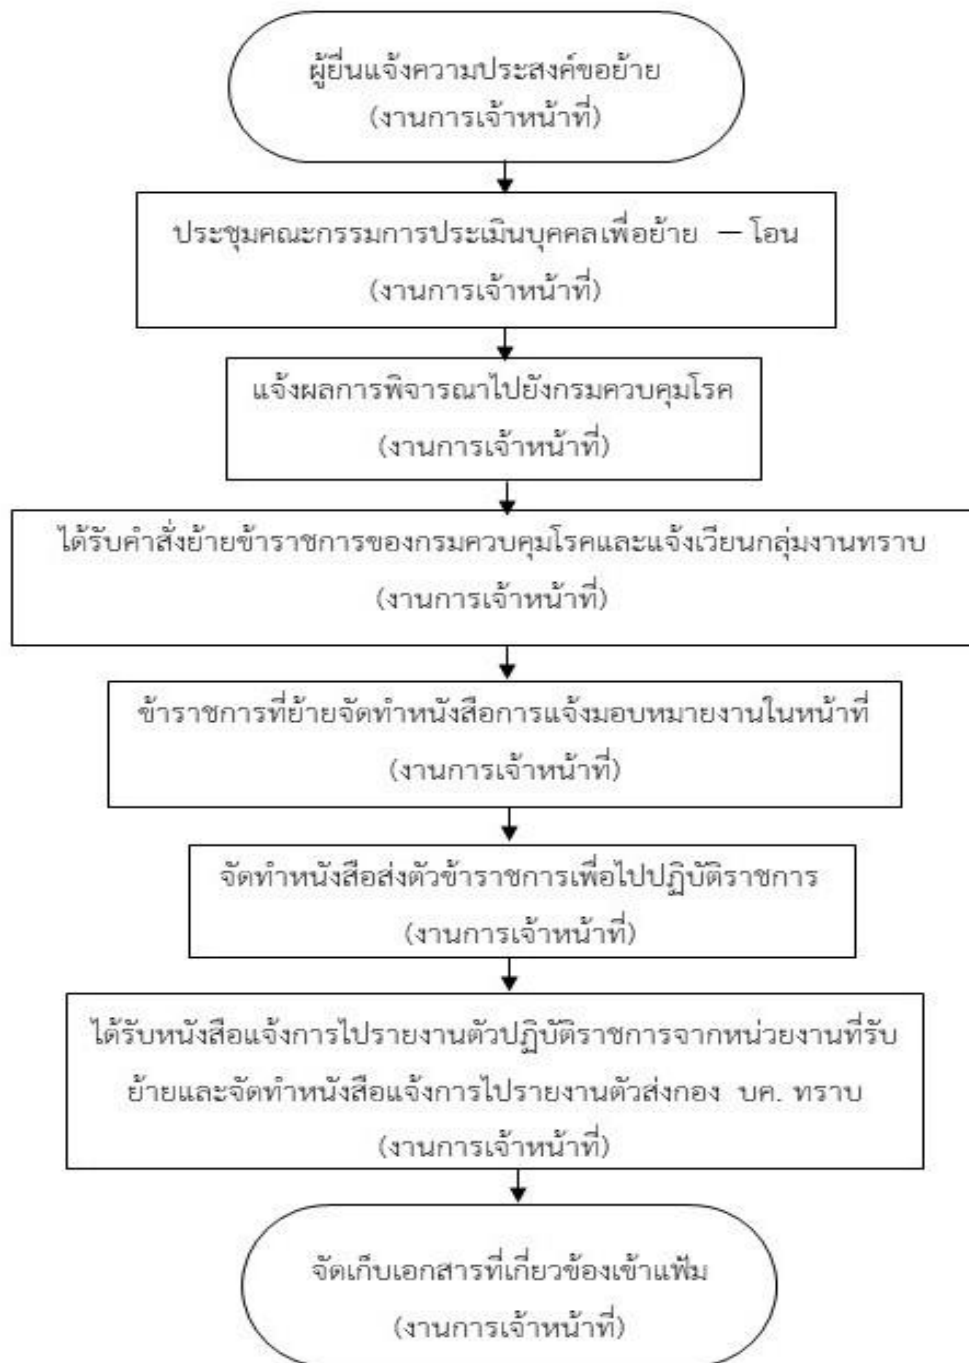 ผู้ยื่นแจ้งความประสงค์ขอย้าย
(งานการเจ้าหน้าที่)
ประชุมคณะกรรมการประเมินบุคคลเพื่อย้าย – โอน
(งานการเจ้าหน้าที่)
แจ้งผลการพิจารณาไปยังกรมควบคุมโรค
(งานการเจ้าหน้าที่)
ได้รับคำสั่งย้ายข้าราชการของกรมควบคุมโรคและแจ้งเวียนกลุ่มงานทราบ
(งานการเจ้าหน้าที่)
ข้าราชการที่ย้ายจัดทำหนังสือการแจ้งมอบหมายงานในหน้าที่
(งานการเจ้าหน้าที่)
จัดทำหนังสือส่งตัวข้าราชการเพื่อไปปฏิบัติราชการ
(งานการเจ้าหน้าที่)
ได้รับหนังสือแจ้งการไปรายงานตัวปฏิบัติราชการจากหน่วยงานที่รับ
ย้ายและจัดทำหนังสือแจ้งการไปรายงานตัวส่งกอง บค. ทราบ
(งานการเจ้าหน้าที่)
จัดเก็บเอกสารที่เกี่ยวข้องเข้าแฟ้ม
(งานการเจ้าหน้าที่)